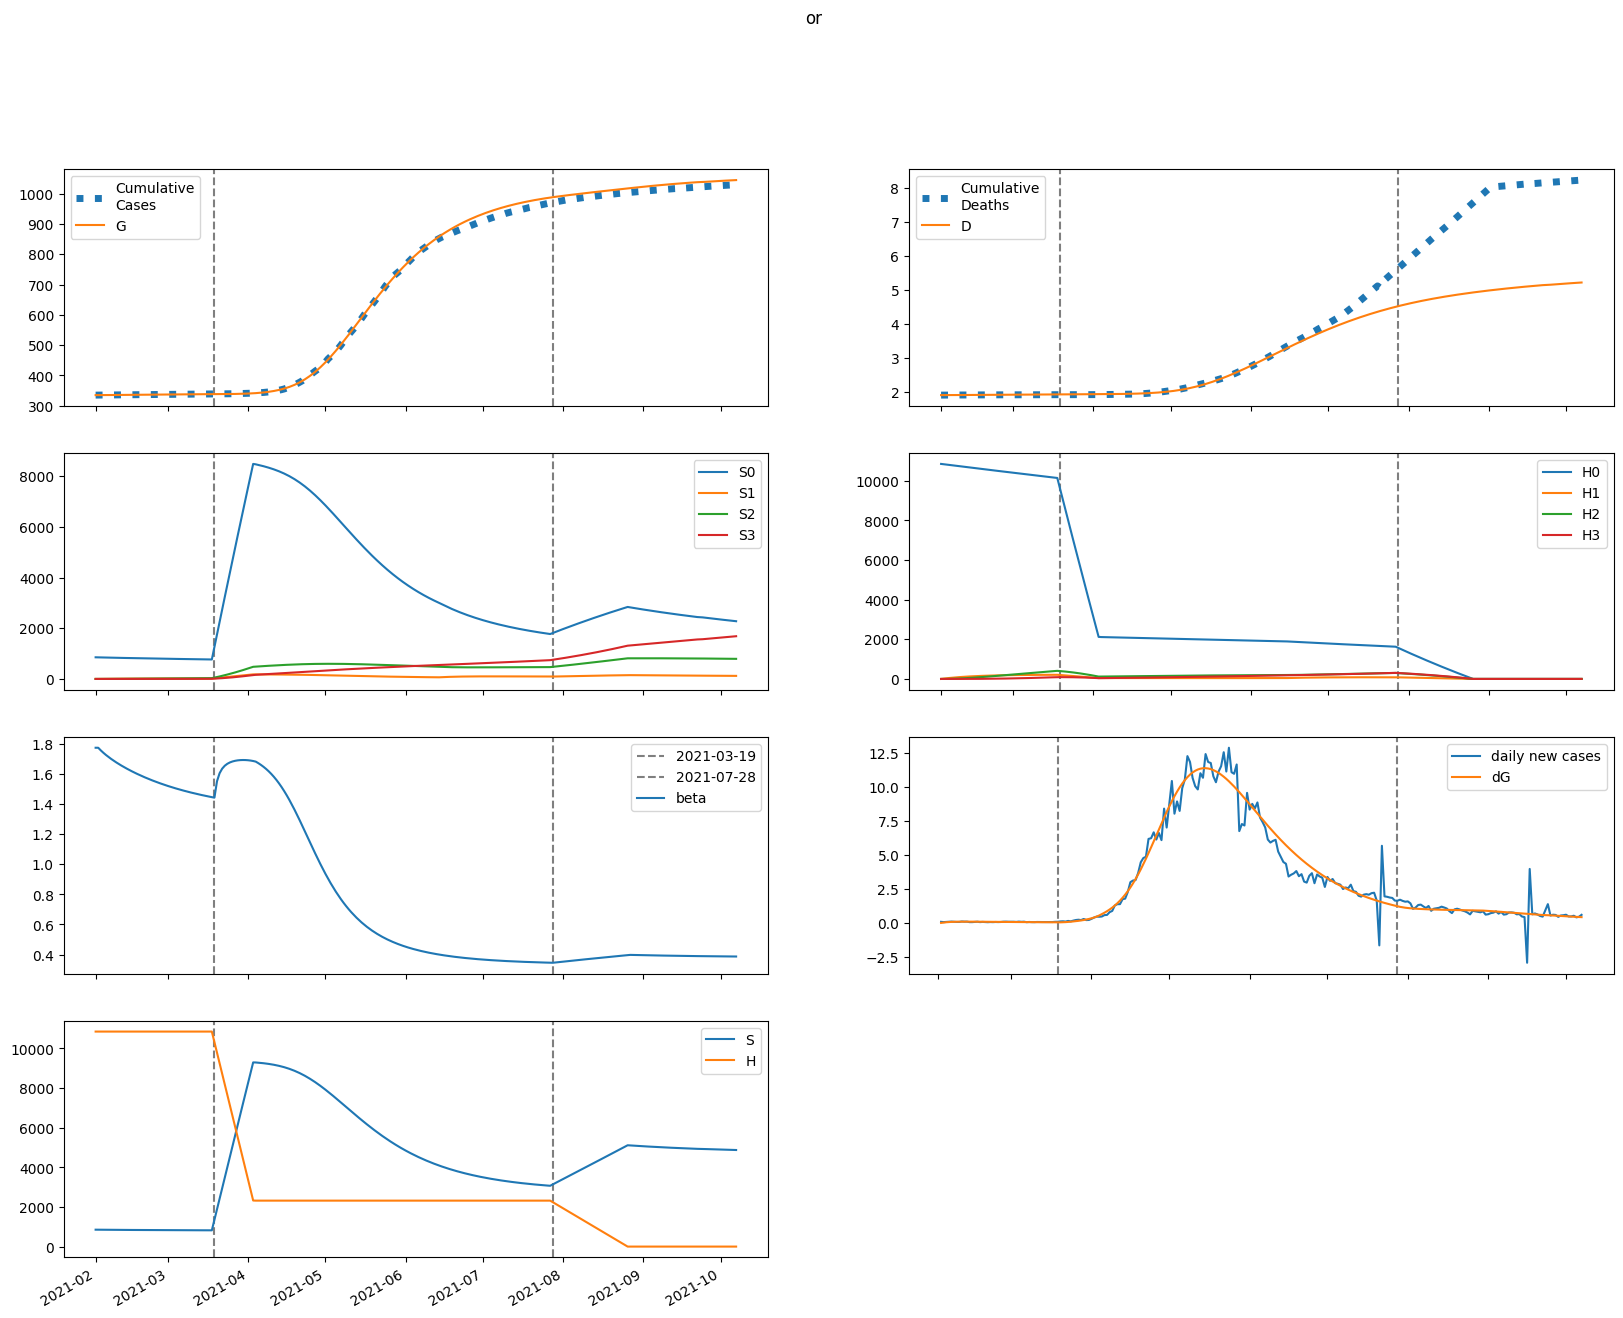 or
Cumulative
Cases
G
1000
900
800
700
600
500
400
300
Cumulative
Deaths
D
8
7
6
5
4
3
2
S0
S1
S2
S3
8000
6000
4000
2000
0
H0
H1
H2
H3
10000
8000
6000
4000
2000
0
2021-03-19
2021-07-28
beta
1.8
1.6
1.4
1.2
1.0
0.8
0.6
0.4
daily new cases
dG
12.5
10.0
7.5
5.0
2.5
0.0
−2.5
S
H
10000
8000
6000
4000
2000
0
2021-02
2021-03
2021-04
2021-05
2021-06
2021-07
2021-08
2021-09
2021-10